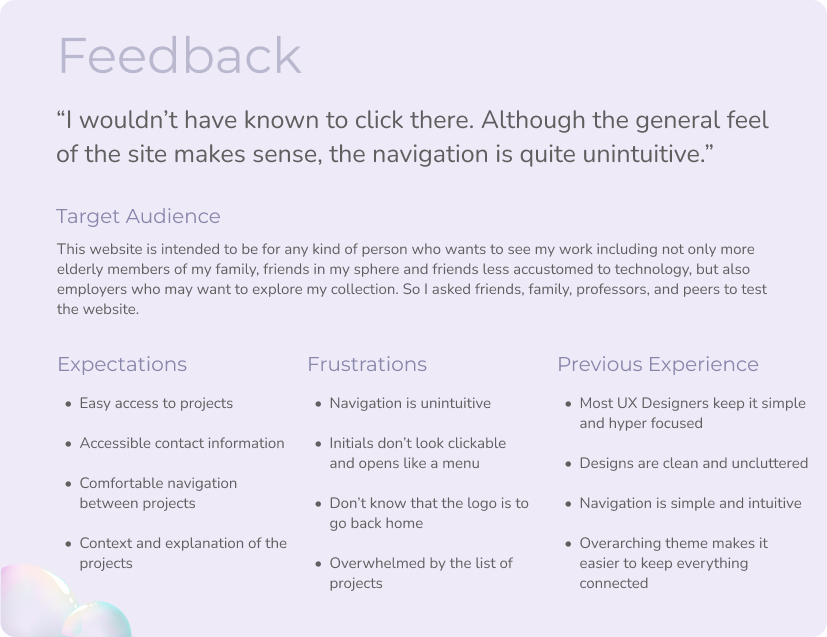 Feedback
“I wouldn’t have known to click there. Although the general feel
of the site makes sense, the navigation is quite unintuitive.”
Target Audience
This website is intended to be for any kind of person who wants to see my work including not only more
elderly members of my family, friends in my sphere and friends less accustomed to technology, but also
employers who may want to explore my collection. So I asked friends, family, professors, and peers to test
the website.
Expectations
• Easy access to projects
• Accessible contact information
• Comfortable navigation
between projects
• Context and explanation of the
projects
Frustrations
• Navigation is unintuitive
• Initials don’t look clickable
and opens like a menu
• Don’t know that the logo is to
go back home
• Overwhelmed by the list of
projects
Previous Experience
• Most UX Designers keep it simple
and hyper focused
• Designs are clean and uncluttered
• Navigation is simple and intuitive
• Overarching theme makes it
easier to keep everything
connected